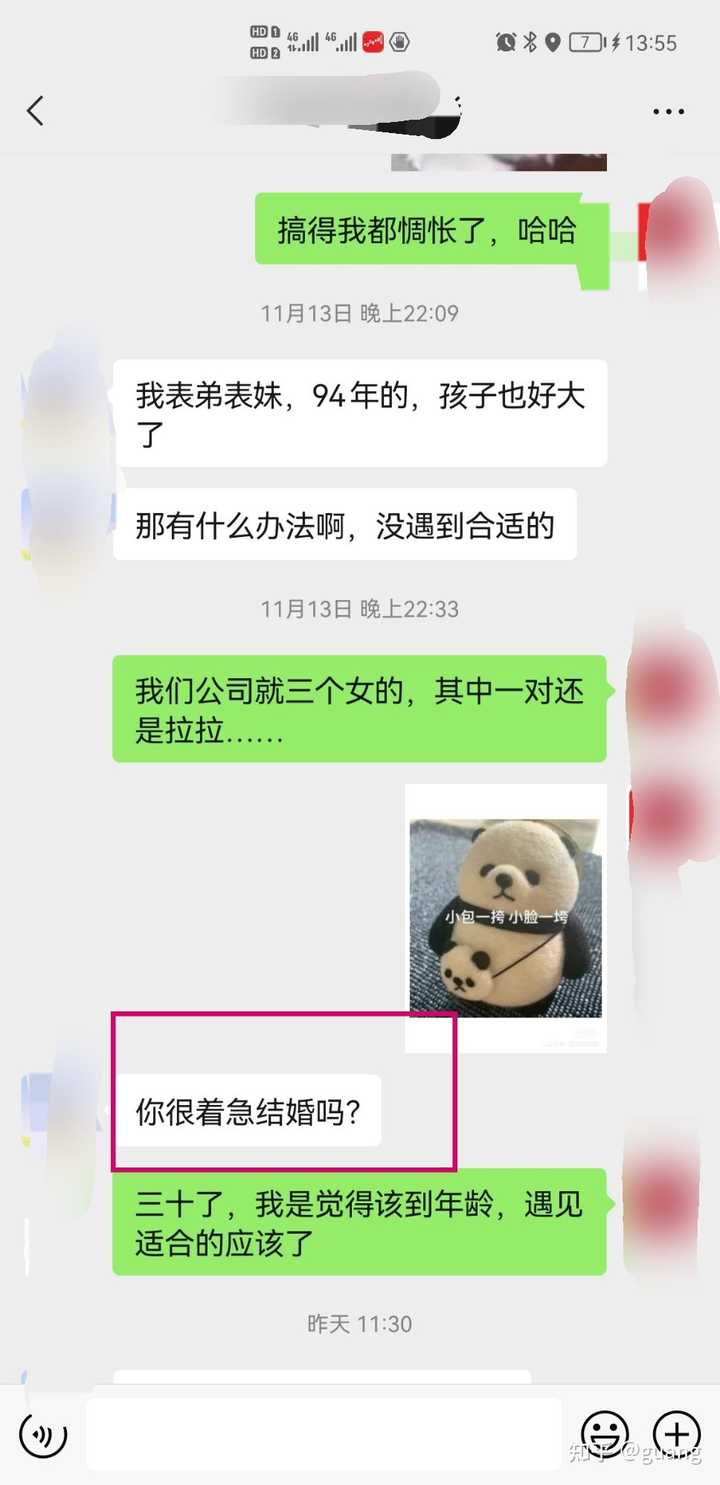 HD 1 4G 4G 7 13:55
HD 2
搞得我都惆怅了，哈哈
11月13日 晚上22:09
我表弟表妹，94年的，孩子也好大
了
那有什么办法啊，没遇到合适的
11月13日 晚上22:33
我们公司就三个女的，其中一对还
是拉拉……
小包一挎 小脸一垮
你很着急结婚吗？
三十了，我是觉得该到年龄，遇见
适合的应该了
昨天 11:30
知乎 @guang